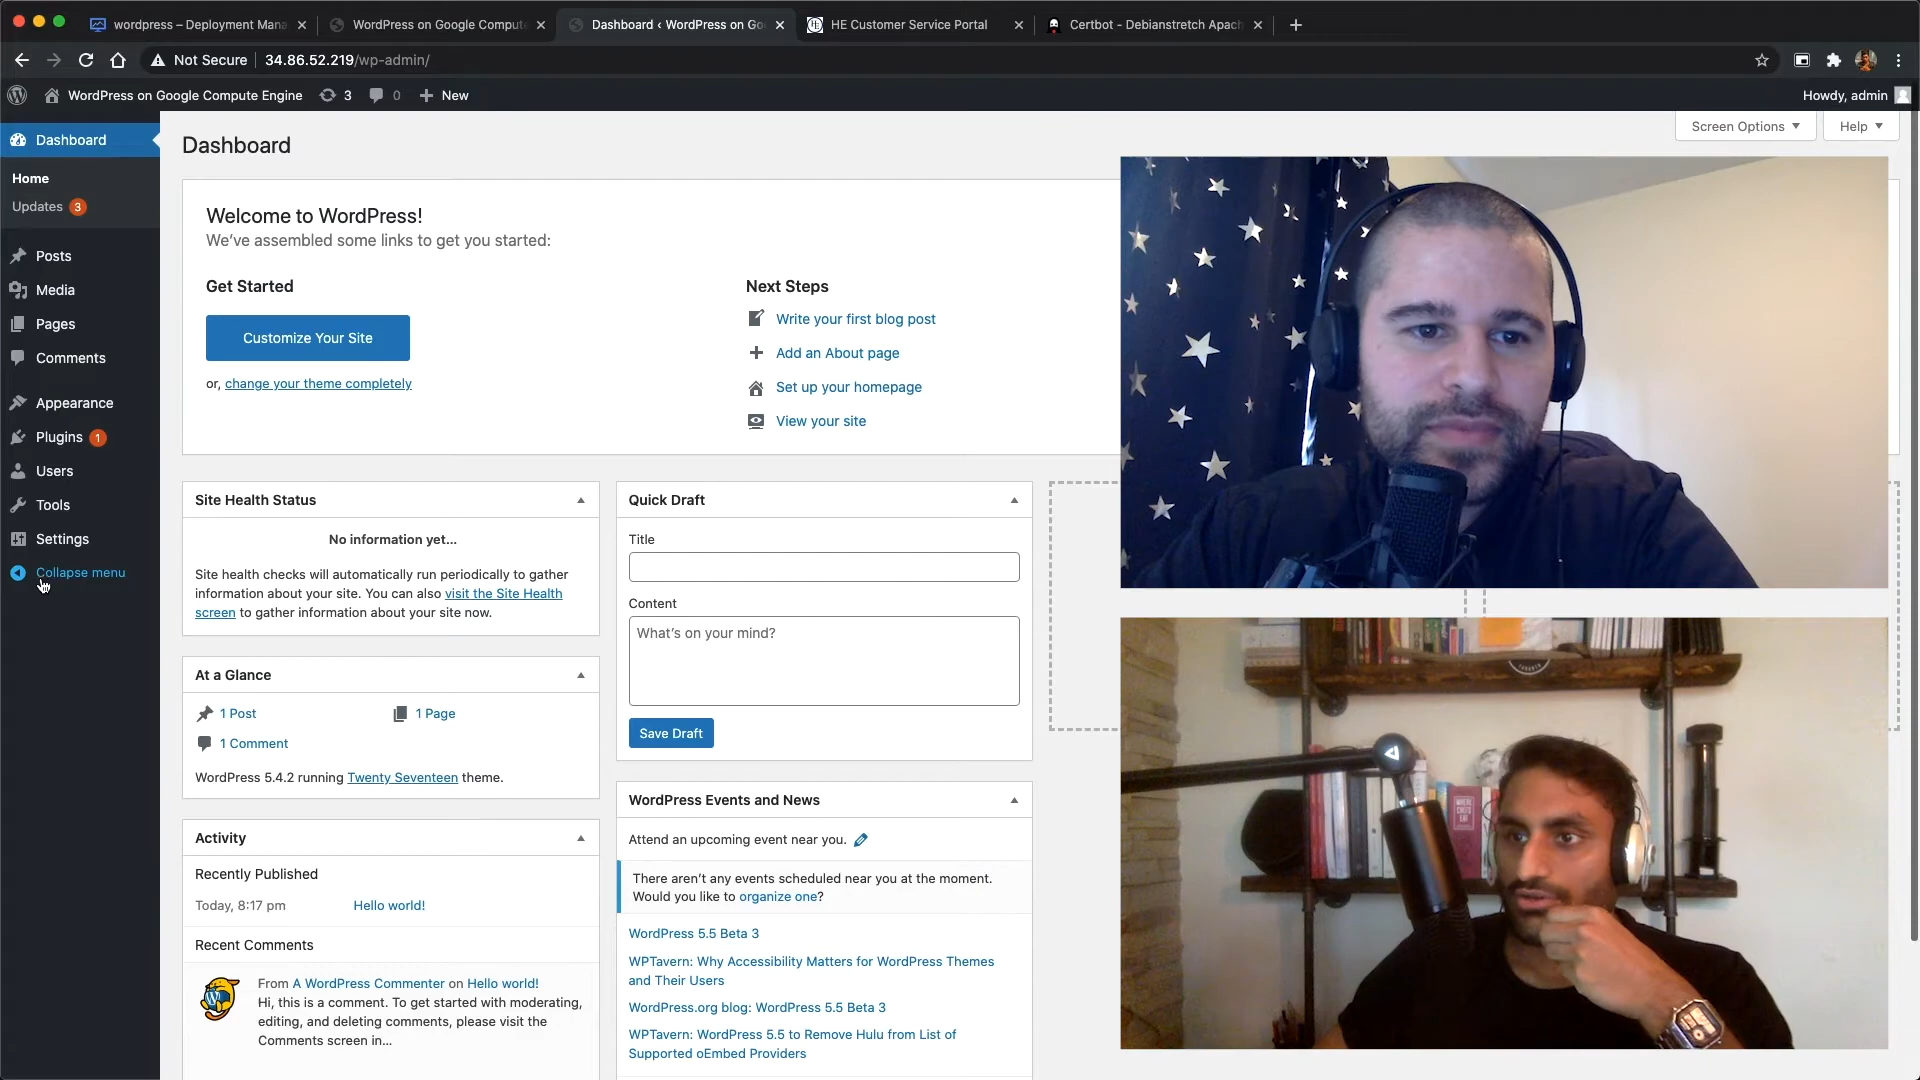 wordpress – Deployment Mana
WordPress on Google Compute
Dashboard ‹ WordPress on Go
HE Customer Service Portal
Certbot - Debianstretch Apach
Not Secure
34.86.52.219/wp-admin/
WordPress on Google Compute Engine
3
0
New
Howdy, admin
Dashboard
Home
Updates 3
Posts
Media
Pages
Comments
Appearance
Plugins 1
Users
Tools
Settings
Collapse menu
Dashboard
Screen Options
Help
Welcome to WordPress!
We've assembled some links to get you started:
Get Started
Customize Your Site
or, change your theme completely
Next Steps
Write your first blog post
Add an About page
Set up your homepage
View your site
Site Health Status
No information yet...
Site health checks will automatically run periodically to gather
information about your site. You can also visit the Site Health
screen to gather information about your site now.
At a Glance
1 Post
1 Page
1 Comment
WordPress 5.4.2 running Twenty Seventeen theme.
Activity
Recently Published
Today, 8:17 pm
Hello world!
Recent Comments
From A WordPress Commenter on Hello world!
Hi, this is a comment. To get started with moderating,
editing, and deleting comments, please visit the
Comments screen in...
Quick Draft
Title
Content
What's on your mind?
Save Draft
WordPress Events and News
Attend an upcoming event near you.
There aren't any events scheduled near you at the moment.
Would you like to organize one?
WordPress 5.5 Beta 3
WPTavern: Why Accessibility Matters for WordPress Themes
and Their Users
WordPress.org blog: WordPress 5.5 Beta 3
WPTavern: WordPress 5.5 to Remove Hulu from List of
Supported oEmbed Providers